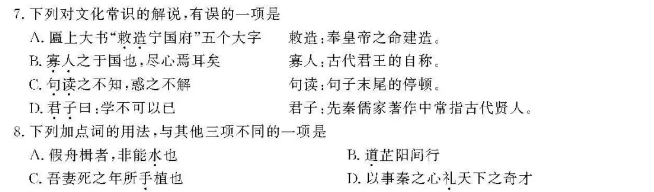 7. 下列对文化常识的解说,有误的一项是
A. 匾上大书“敕造宁国府”五个大字 敕造:奉皇帝之命建造。
B. 寡人之于国也,尽心焉耳矣 寡人:古代君王的自称。
C. 句读之不知,惑之不解 句读:句子末尾的停顿。
D. 君子曰:学不可以已 君子:先秦儒家著作中常指古代贤人。
8. 下列加点词的用法,与其他三项不同的一项是
A. 假舟楫者,非能水也 B. 道芷阳间行
C. 吾妻死之年所手植也 D. 以事秦之心礼天下之奇才